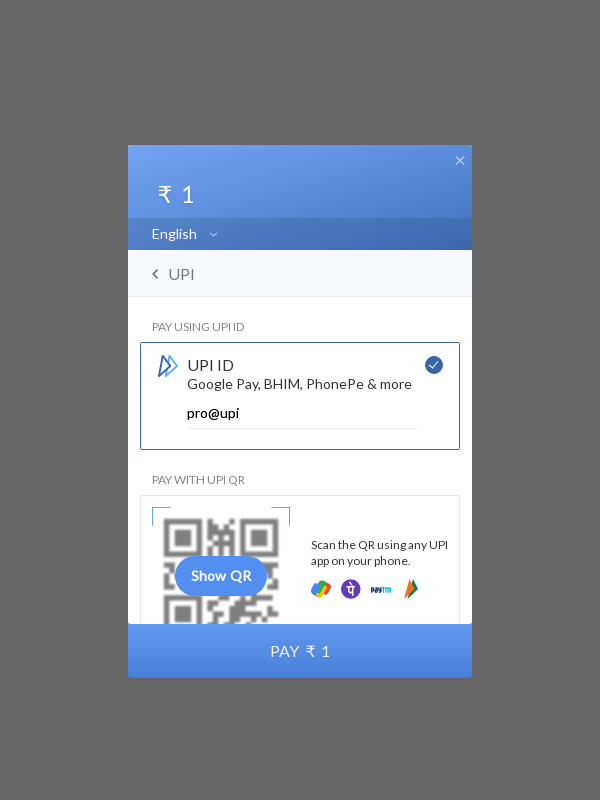 ₹ 1
English
UPI
PAY USING UPI ID
UPI ID
Google Pay, BHIM, PhonePe & more
pro@upi
PAY WITH UPI QR
Show QR
Scan the QR using any UPI
app on your phone.
पे paytm
PAY ₹ 1